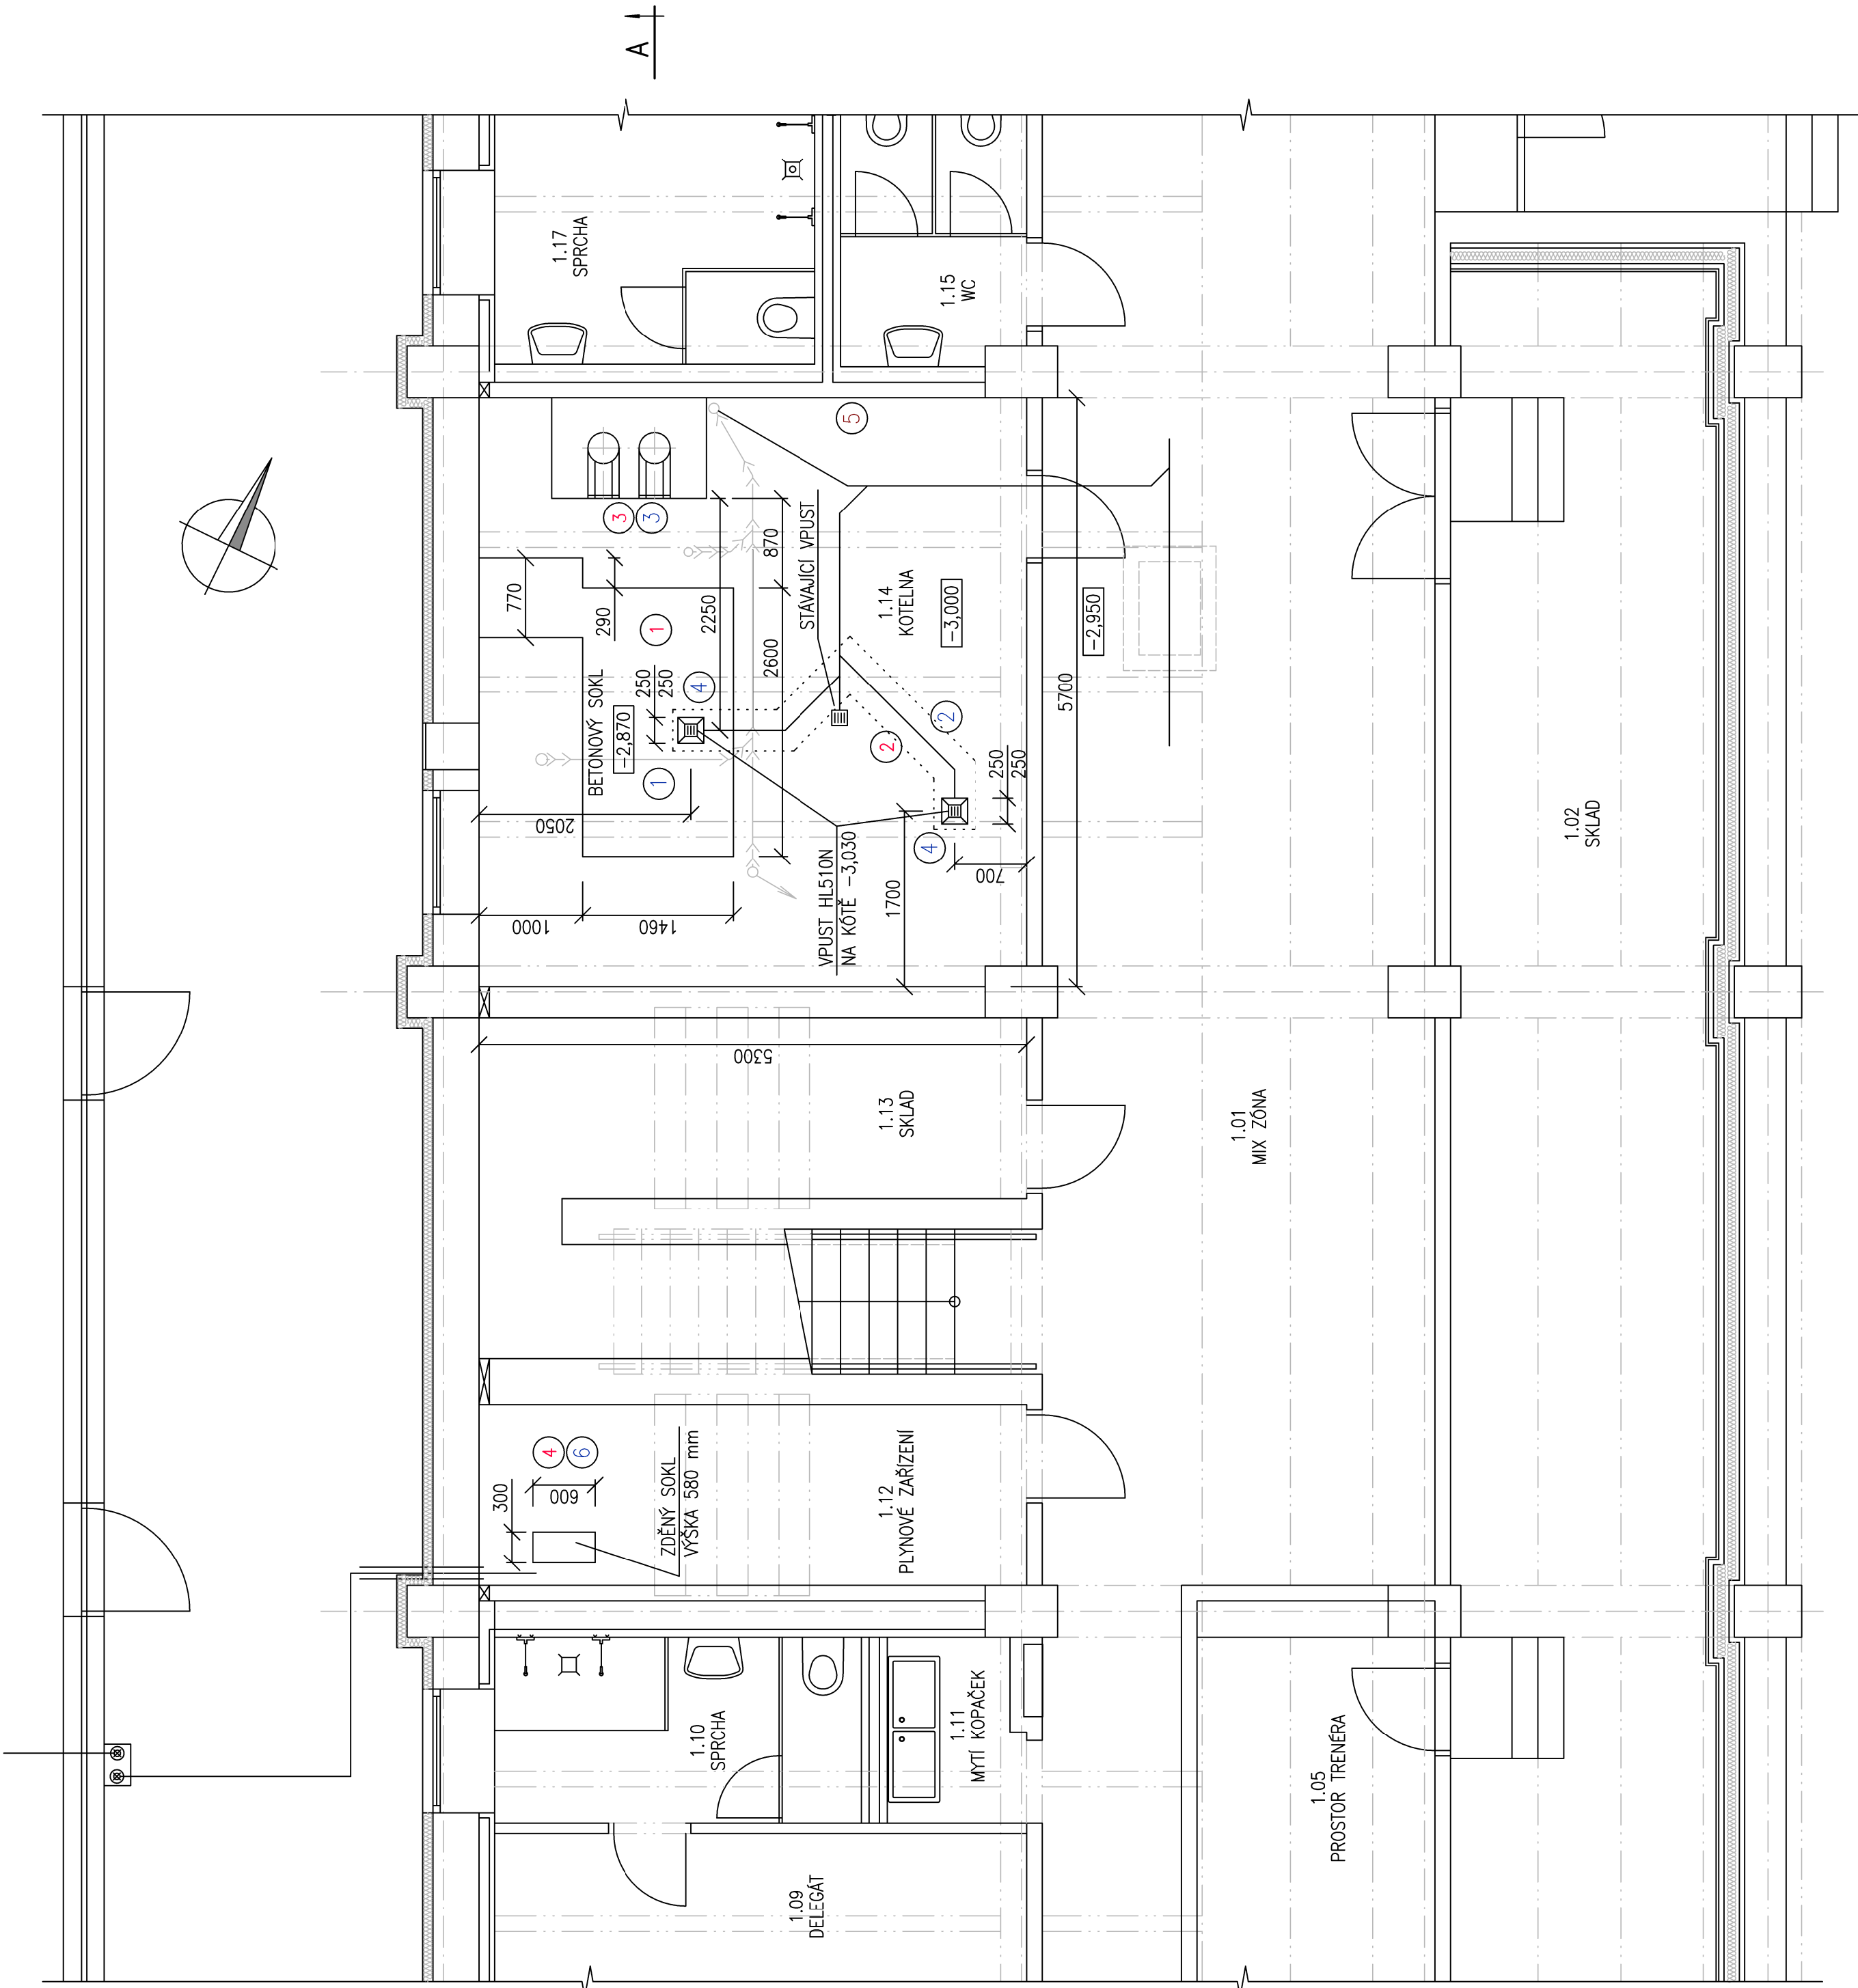 A
1.17
SPRCHA
1.15
WC
5
3
3
770
290
870
2250
2600
STÁVAJÍCÍ VPUST
1.14
KOTELNA
-3,000
-2,950
5700
1
BETONOVÝ SOKL
-2,870
250
250
4
1
2050
2
2
250
250
4
700
1000
1460
VPUST HL510N
NA KÓTĚ -3,030
1700
5300
1.13
SKLAD
1.01
MIX ZÓNA
1.02
SKLAD
4
6
300
600
ZDĚNÝ SOKL
VÝŠKA 580 mm
1.12
PLYNOVÉ ZAŘÍZENÍ
1.10
SPRCHA
1.11
MYTÍ KOPAČEK
1.05
PROSTOR TRENÉRA
1.09
DELEGÁT